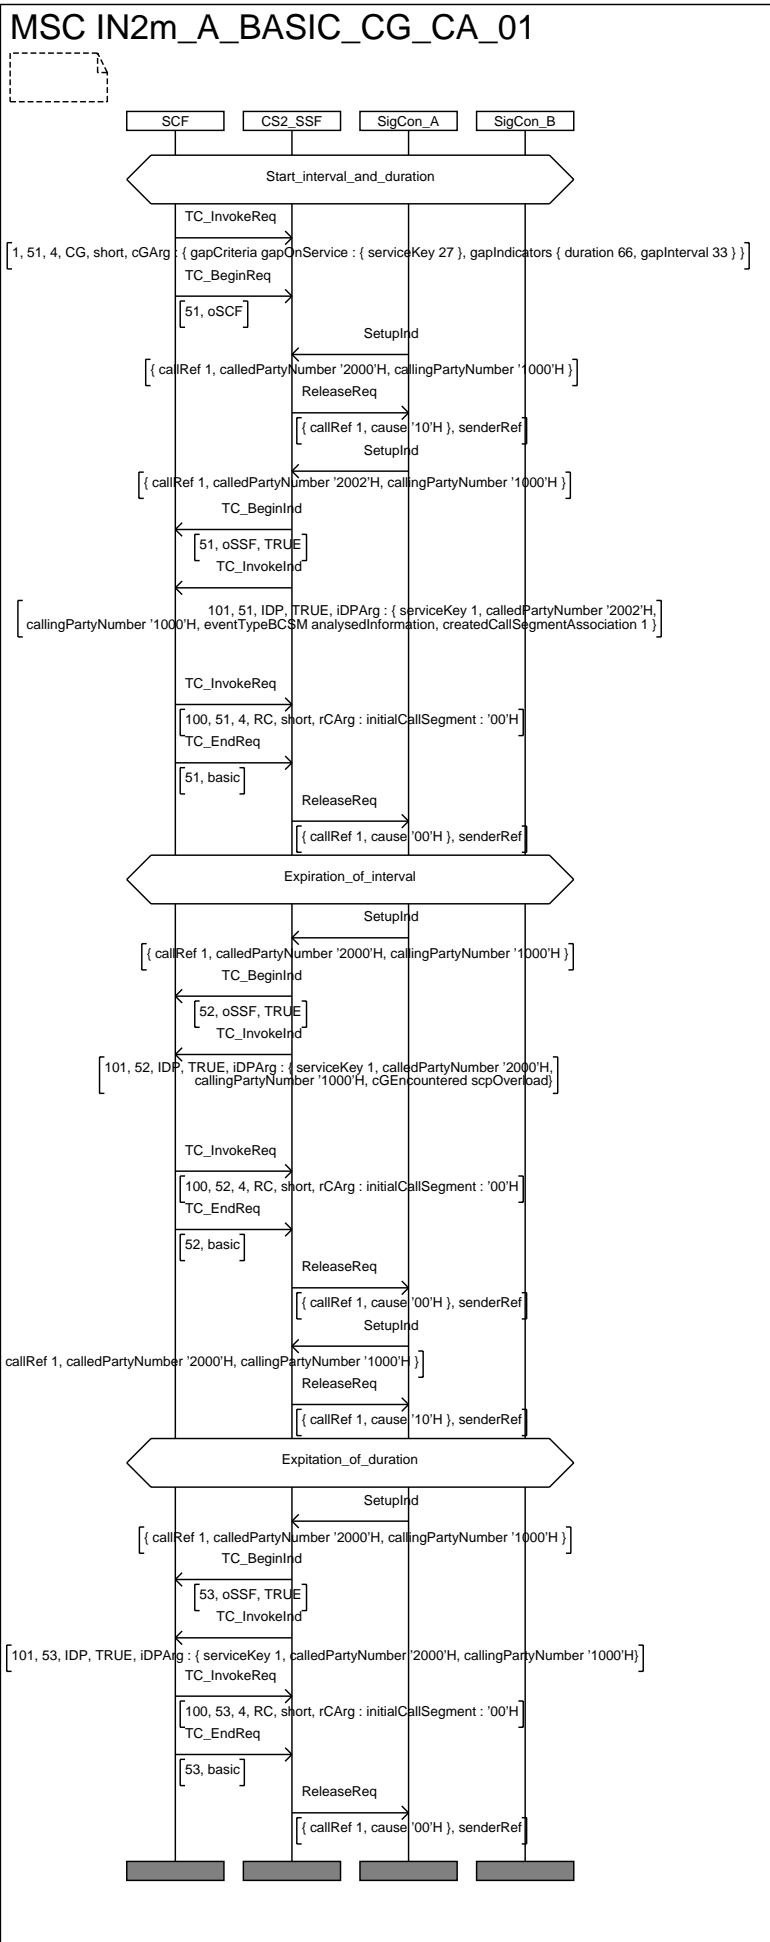 MSC IN2m_A_BASIC_CG_CA_01
SCF CS2_SSF SigCon_A SigCon_B
Start_interval_and_duration
TC_InvokeReq
1, 51, 4, CG, short, cGArg : { gapCriteria gapOnService : { serviceKey 27 }, gapIndicators { duration 66, gapInterval 33 } }
TC_BeginReq
51, oSCF
SetupInd
{ callRef 1, calledPartyNumber '2000'H, callingPartyNumber '1000'H }
ReleaseReq
{ callRef 1, cause '10'H }, senderRef
SetupInd
{ callRef 1, calledPartyNumber '2002'H, callingPartyNumber '1000'H }
TC_BeginInd
51, oSSF, TRUE
TC_InvokeInd
101, 51, IDP, TRUE, iDPArg : { serviceKey 1, calledPartyNumber '2002'H,
callingPartyNumber '1000'H, eventTypeBCSM analysedInformation, createdCallSegmentAssociation 1 }
TC_InvokeReq
100, 51, 4, RC, short, rCArg : initialCallSegment : '00'H
TC_EndReq
51, basic
ReleaseReq
{ callRef 1, cause '00'H }, senderRef
Expiration_of_interval
SetupInd
{ callRef 1, calledPartyNumber '2000'H, callingPartyNumber '1000'H }
TC_BeginInd
52, oSSF, TRUE
TC_InvokeInd
101, 52, IDP, TRUE, iDPArg : { serviceKey 1, calledPartyNumber '2000'H,
callingPartyNumber '1000'H, cGEncountered scpOverload}
TC_InvokeReq
100, 52, 4, RC, short, rCArg : initialCallSegment : '00'H
TC_EndReq
52, basic
ReleaseReq
{ callRef 1, cause '00'H }, senderRef
SetupInd
callRef 1, calledPartyNumber '2000'H, callingPartyNumber '1000'H }
ReleaseReq
{ callRef 1, cause '10'H }, senderRef
Expitation_of_duration
SetupInd
{ callRef 1, calledPartyNumber '2000'H, callingPartyNumber '1000'H }
TC_BeginInd
53, oSSF, TRUE
TC_InvokeInd
101, 53, IDP, TRUE, iDPArg : { serviceKey 1, calledPartyNumber '2000'H, callingPartyNumber '1000'H}
TC_InvokeReq
100, 53, 4, RC, short, rCArg : initialCallSegment : '00'H
TC_EndReq
53, basic
ReleaseReq
{ callRef 1, cause '00'H }, senderRef